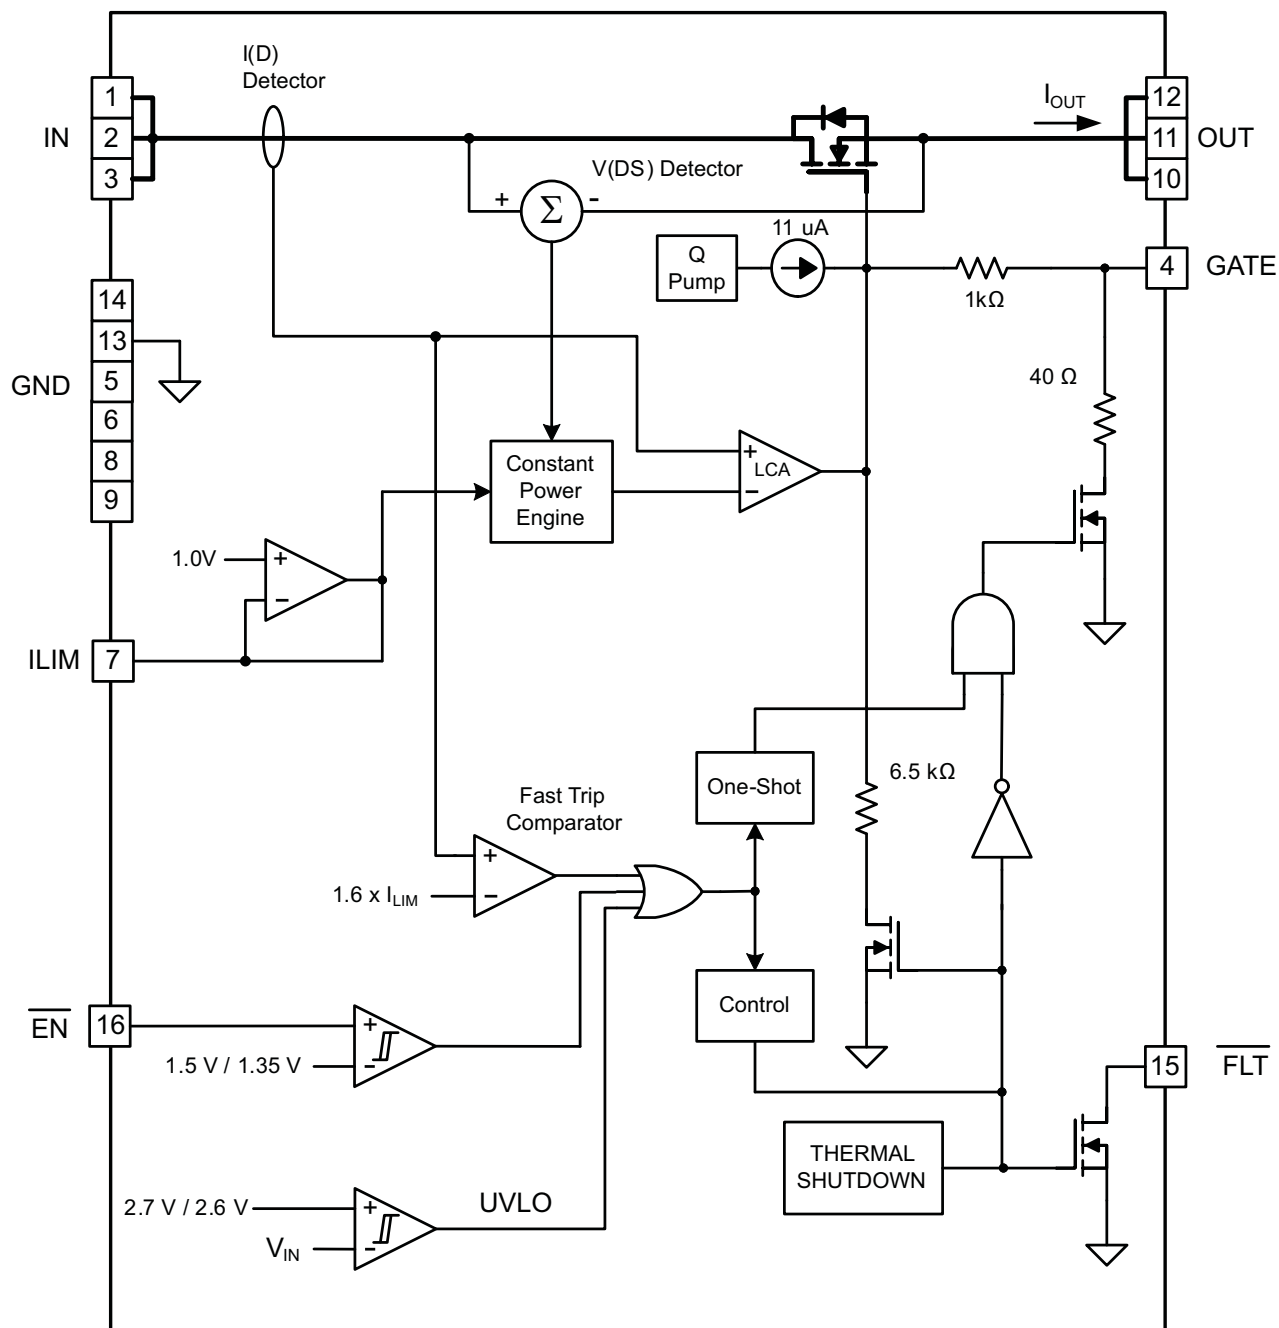 I(D)
Detector
1
2
3
IN
IOUT
12
11
10
OUT
V(DS) Detector
+
Σ
-
11 uA
Q
Pump
1kΩ
4
GATE
14
13
5
6
8
9
GND
40 Ω
Constant
Power
Engine
+
LCA
−
1.0V
+
−
ILIM
7
One-Shot
6.5 kΩ
Fast Trip
Comparator
+
−
1.6 x ILIM
Control
EN
16
+
−
1.5 V / 1.35 V
15
FLT
THERMAL
SHUTDOWN
2.7 V / 2.6 V
+
−
UVLO
VIN